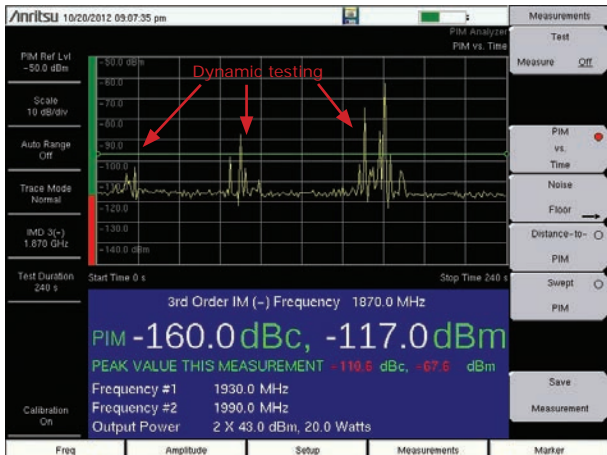 Anritsu 10/20/2012 09:07:35 pm
Measurements
PIM Analyzer
PIM vs. Time
PIM Ref Lvl
-50.0 dBm
Scale
10 dB/div
Auto Range
Off
Trace Mode
Normal
IMD 3(-)
1.870 GHz
Test Duration
240 s
Calibration
On
-50.0 dBm
-60.0
-70.0
-80.0
-90.0
-100.0
-120.0
-130.0
-140.0 dBm
Dynamic testing
Start Time 0 s
Stop Time 240 s
3rd Order IM (-) Frequency 1870.0 MHz
PIM -160.0 dBc, -117.0 dBm
PEAK VALUE THIS MEASUREMENT -110.6 dBc, -67.6 dBm
Frequency #1 1930.0 MHz
Frequency #2 1990.0 MHz
Output Power 2 X 43.0 dBm, 20.0 Watts
Test
Measure Off
PIM
vs.
Time
Noise
Floor
Distance-to-
PIM
Swept
PIM
Save
Measurement
Freq
Amplitude
Setup
Measurements
Marker